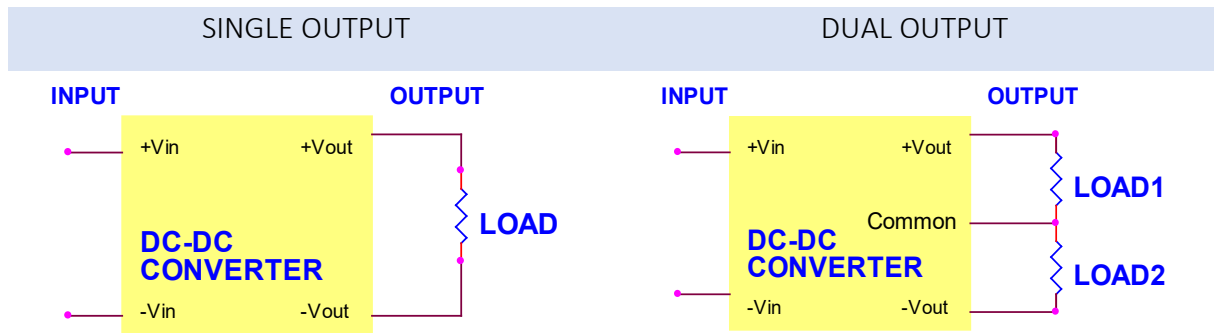 SINGLE OUTPUT
DUAL OUTPUT
INPUT
OUTPUT
+Vin
+Vout
DC-DC
CONVERTER
LOAD
-Vin
-Vout
INPUT
OUTPUT
+Vin
+Vout
LOAD1
Common
DC-DC
CONVERTER
LOAD2
-Vin
-Vout